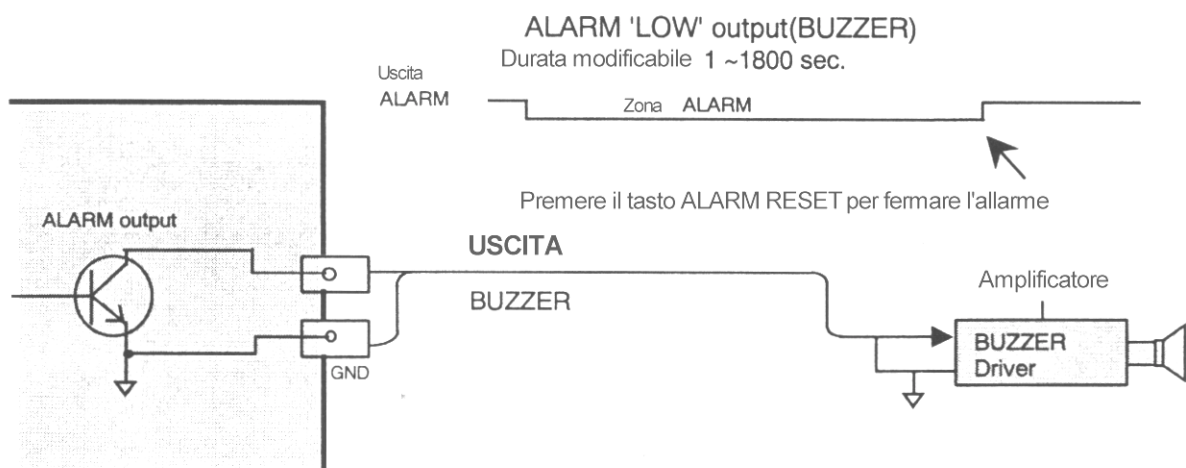 ALARM 'LOW' output(BUZZER)
Durata modificabile 1 ~1800 sec.
Uscita
ALARM
Zona ALARM
Premere il tasto ALARM RESET per fermare l'allarme
ALARM output
USCITA
BUZZER
GND
Amplificatore
BUZZER
Driver